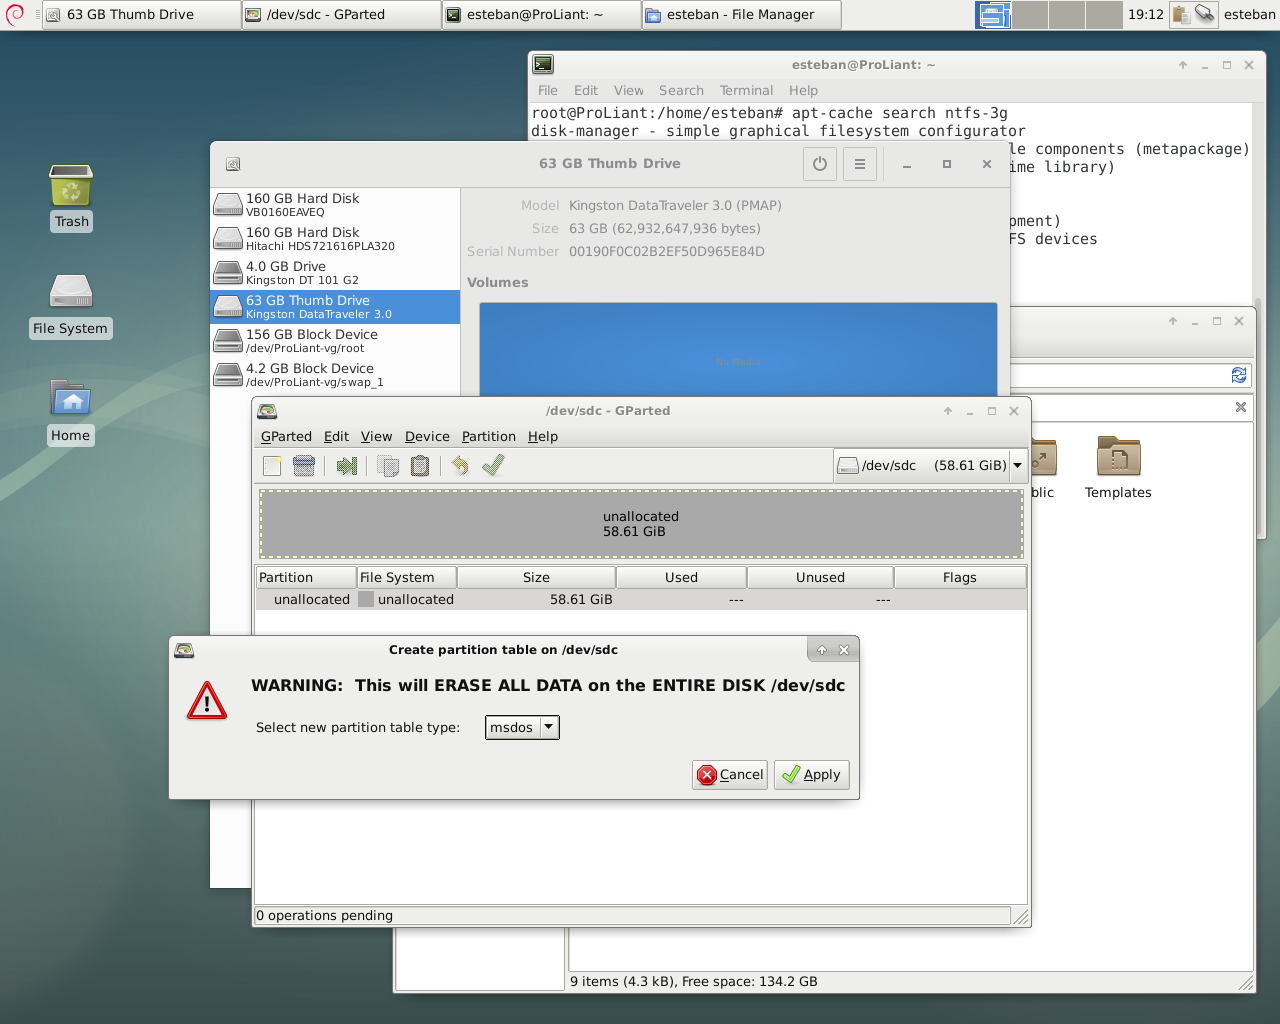 63 GB Thumb Drive
/dev/sdc - GParted
esteban@ProLiant: ~
esteban - File Manager
19:12
esteban
Trash
File System
Home
esteban@ProLiant: ~
File Edit View Search Terminal Help
root@ProLiant:/home/esteban# apt-cache search ntfs-3g
disk-manager - simple graphical filesystem configurator
le components (metapackage)
ime library)
pment)
FS devices
63 GB Thumb Drive
160 GB Hard Disk
VB0160EAVEQ
160 GB Hard Disk
Hitachi HDS721616PLA320
4.0 GB Drive
Kingston DT 101 G2
63 GB Thumb Drive
Kingston DataTraveler 3.0
156 GB Block Device
/dev/ProLiant-vg/root
4.2 GB Block Device
/dev/ProLiant-vg/swap_1
Model Kingston DataTraveler 3.0 (PMAP)
Size 63 GB (62,932,647,936 bytes)
Serial Number 00190F0C02B2EF50D965E84D
Volumes
No Media
/dev/sdc - GParted
GParted Edit View Device Partition Help
/dev/sdc (58.61 GiB)
unallocated
58.61 GiB
Partition File System Size Used Unused Flags
unallocated unallocated 58.61 GiB --- ---
blic
Templates
Create partition table on /dev/sdc
WARNING: This will ERASE ALL DATA on the ENTIRE DISK /dev/sdc
Select new partition table type: msdos
Cancel Apply
0 operations pending
9 items (4.3 kB), Free space: 134.2 GB